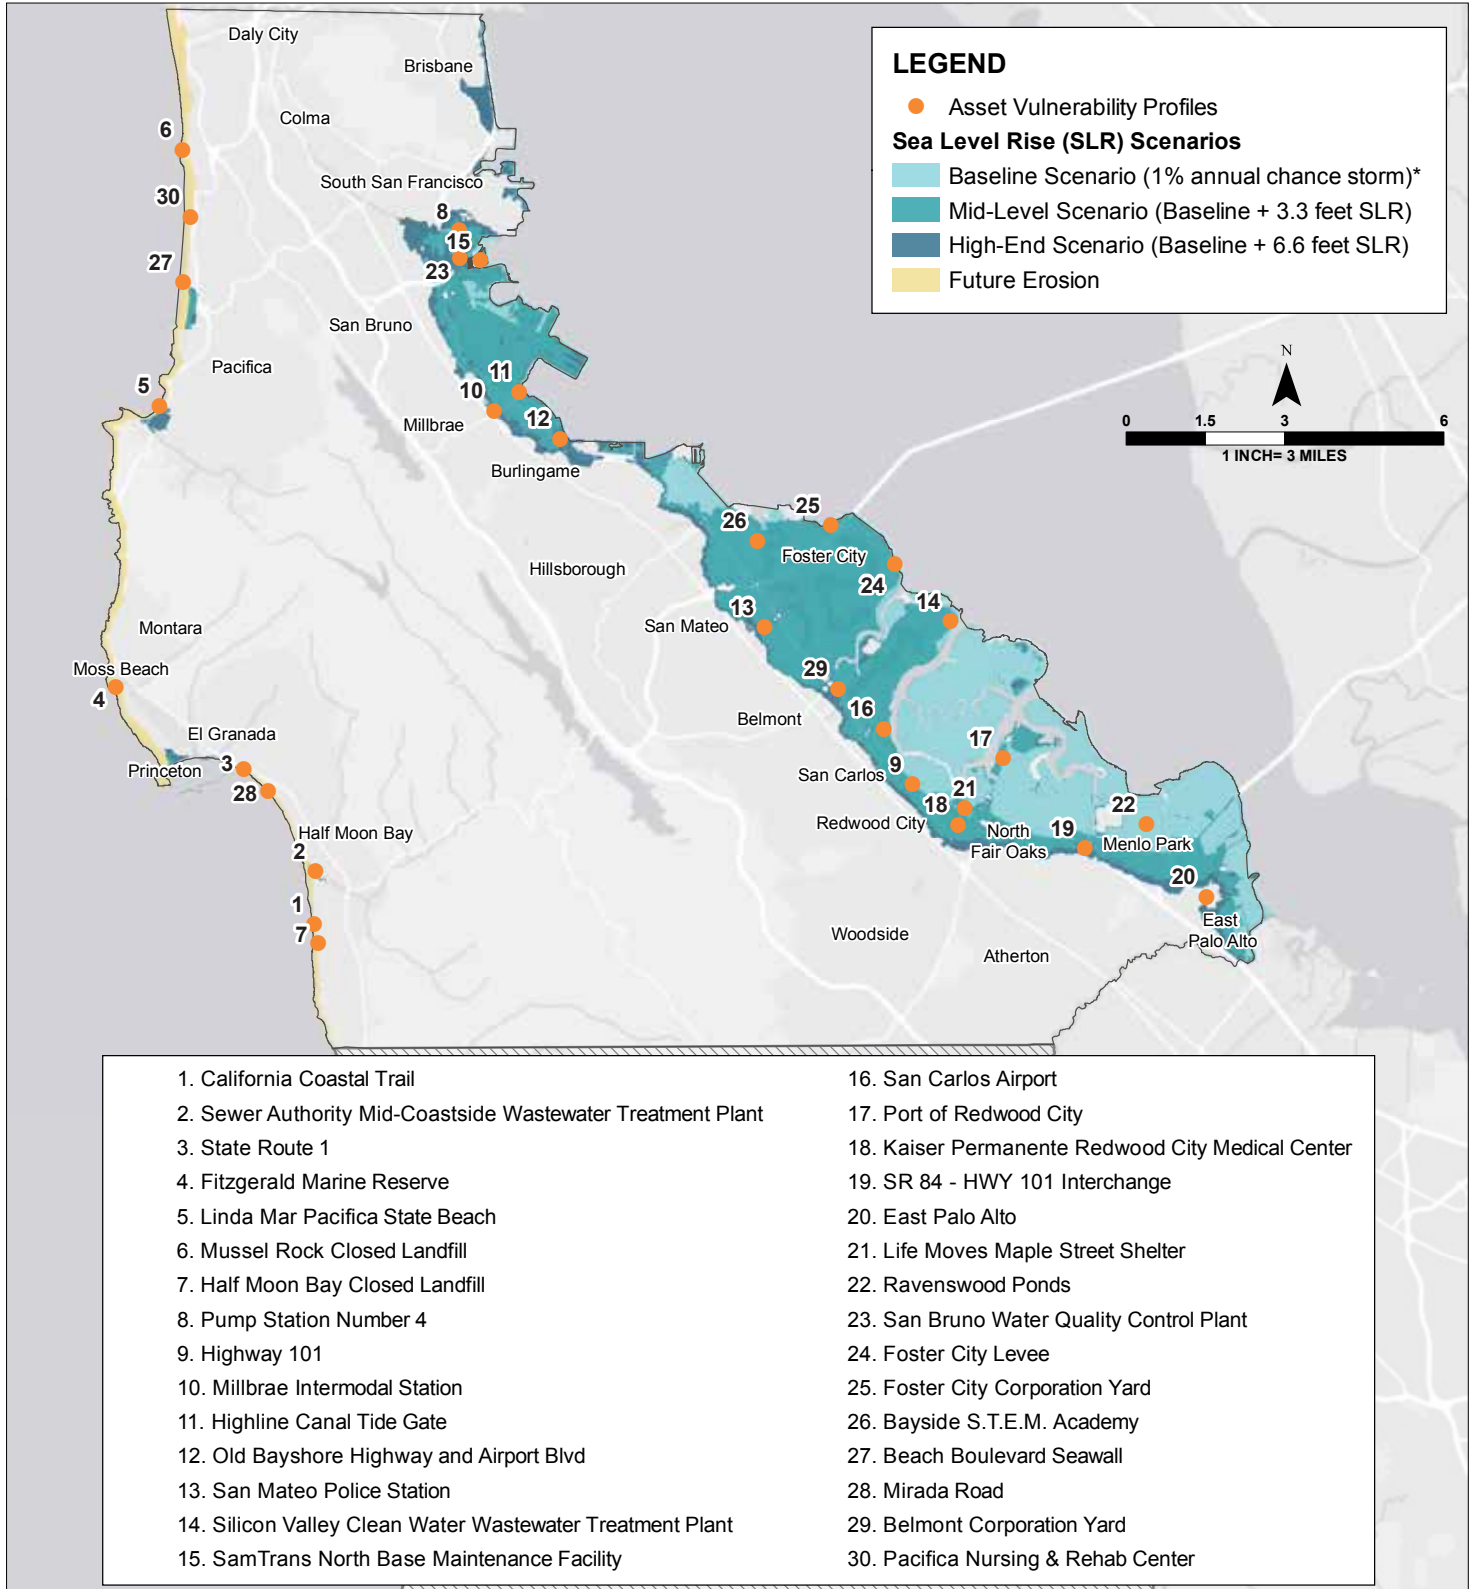 Daly City
Brisbane
Colma
6
30
South San Francisco
8
15
23
27
San Bruno
Pacifica
5
11
10
12
Millbrae
Burlingame
LEGEND
Asset Vulnerability Profiles
Sea Level Rise (SLR) Scenarios
Baseline Scenario (1% annual chance storm)*
Mid-Level Scenario (Baseline + 3.3 feet SLR)
High-End Scenario (Baseline + 6.6 feet SLR)
Future Erosion
N
0 1.5 3 6
1 INCH= 3 MILES
25
26
Foster City
Hillsborough
24
14
13
San Mateo
Montara
Moss Beach
4
29
16
Belmont
El Granada
17
Princeton
3
9
San Carlos
28
21
18
22
Redwood City
North
Fair Oaks
19
Menlo Park
Half Moon Bay
2
20
1
7
East
Palo Alto
Woodside
Atherton
1. California Coastal Trail
2. Sewer Authority Mid-Coastside Wastewater Treatment Plant
3. State Route 1
4. Fitzgerald Marine Reserve
5. Linda Mar Pacifica State Beach
6. Mussel Rock Closed Landfill
7. Half Moon Bay Closed Landfill
8. Pump Station Number 4
9. Highway 101
10. Millbrae Intermodal Station
11. Highline Canal Tide Gate
12. Old Bayshore Highway and Airport Blvd
13. San Mateo Police Station
14. Silicon Valley Clean Water Wastewater Treatment Plant
15. SamTrans North Base Maintenance Facility
16. San Carlos Airport
17. Port of Redwood City
18. Kaiser Permanente Redwood City Medical Center
19. SR 84 - HWY 101 Interchange
20. East Palo Alto
21. Life Moves Maple Street Shelter
22. Ravenswood Ponds
23. San Bruno Water Quality Control Plant
24. Foster City Levee
25. Foster City Corporation Yard
26. Bayside S.T.E.M. Academy
27. Beach Boulevard Seawall
28. Mirada Road
29. Belmont Corporation Yard
30. Pacifica Nursing & Rehab Center